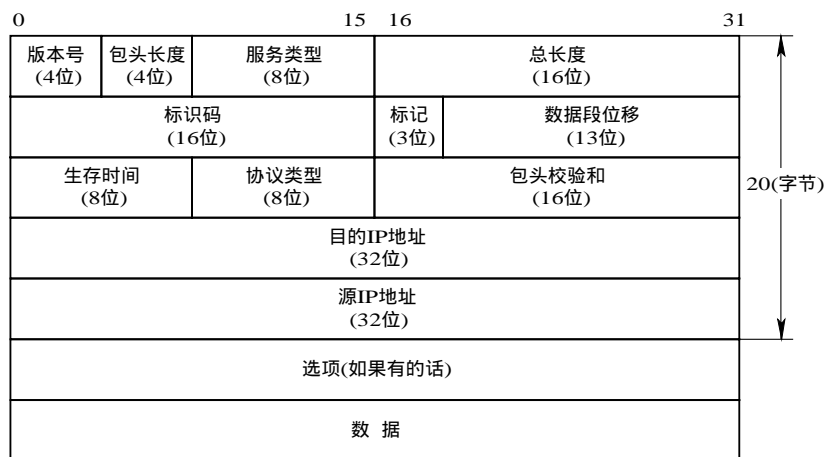 0 15 16 31
版本号 包头长度 服务类型 总长度
(4位) (4位) (8位) (16位)
标识码 标记 数据段位移
(16位) (3位) (13位)
生存时间 协议类型 包头校验和
(8位) (8位) (16位)
20(字节)
目的IP地址
(32位)
源IP地址
(32位)
选项(如果有的话)
数 据